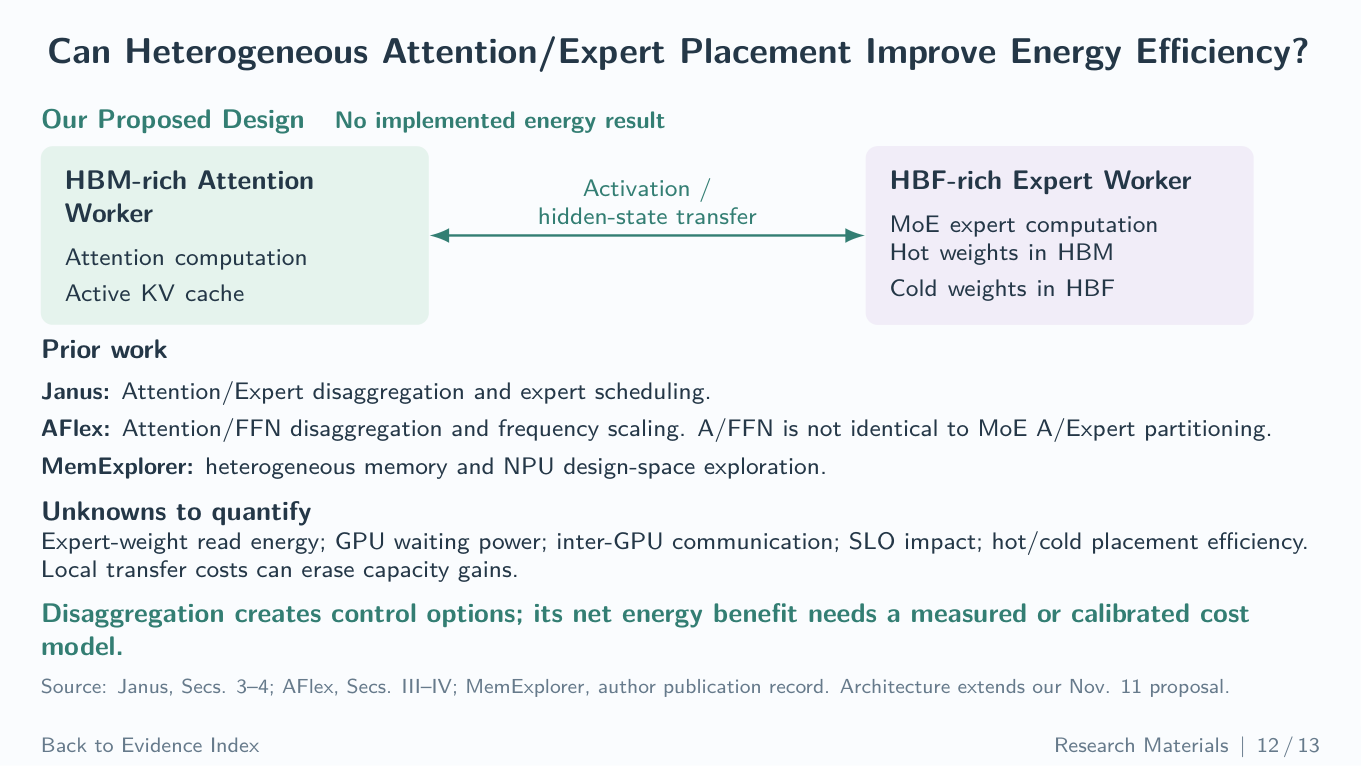 Can Heterogeneous Attention/Expert Placement Improve Energy Efficiency?
Our Proposed Design No implemented energy result
HBM-rich Attention
Worker
Attention computation
Active KV cache
Activation /
hidden-state transfer
HBF-rich Expert Worker
MoE expert computation
Hot weights in HBM
Cold weights in HBF
Prior work
Janus: Attention/Expert disaggregation and expert scheduling.
AFlex: Attention/FFN disaggregation and frequency scaling. A/FFN is not identical to MoE A/Expert partitioning.
MemExplorer: heterogeneous memory and NPU design-space exploration.
Unknowns to quantify
Expert-weight read energy; GPU waiting power; inter-GPU communication; SLO impact; hot/cold placement efficiency.
Local transfer costs can erase capacity gains.
Disaggregation creates control options; its net energy benefit needs a measured or calibrated cost
model.
Source: Janus, Secs. 3–4; AFlex, Secs. III–IV; MemExplorer, author publication record. Architecture extends our Nov. 11 proposal.
Back to Evidence Index
Research Materials | 12 / 13